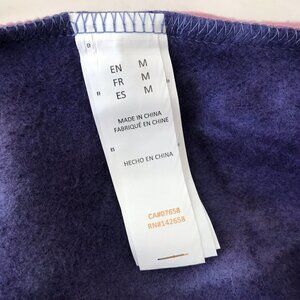 EN M
FR M
ES M
MADE IN CHINA
FABRIQUÉ EN CHINE
HECHO EN CHINA
CA#07658
RN#142658